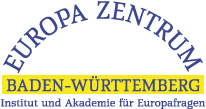 EUROPA ZENTRUM
BADEN-WÜRTTEMBERG
Institut und Akademie für Europafragen